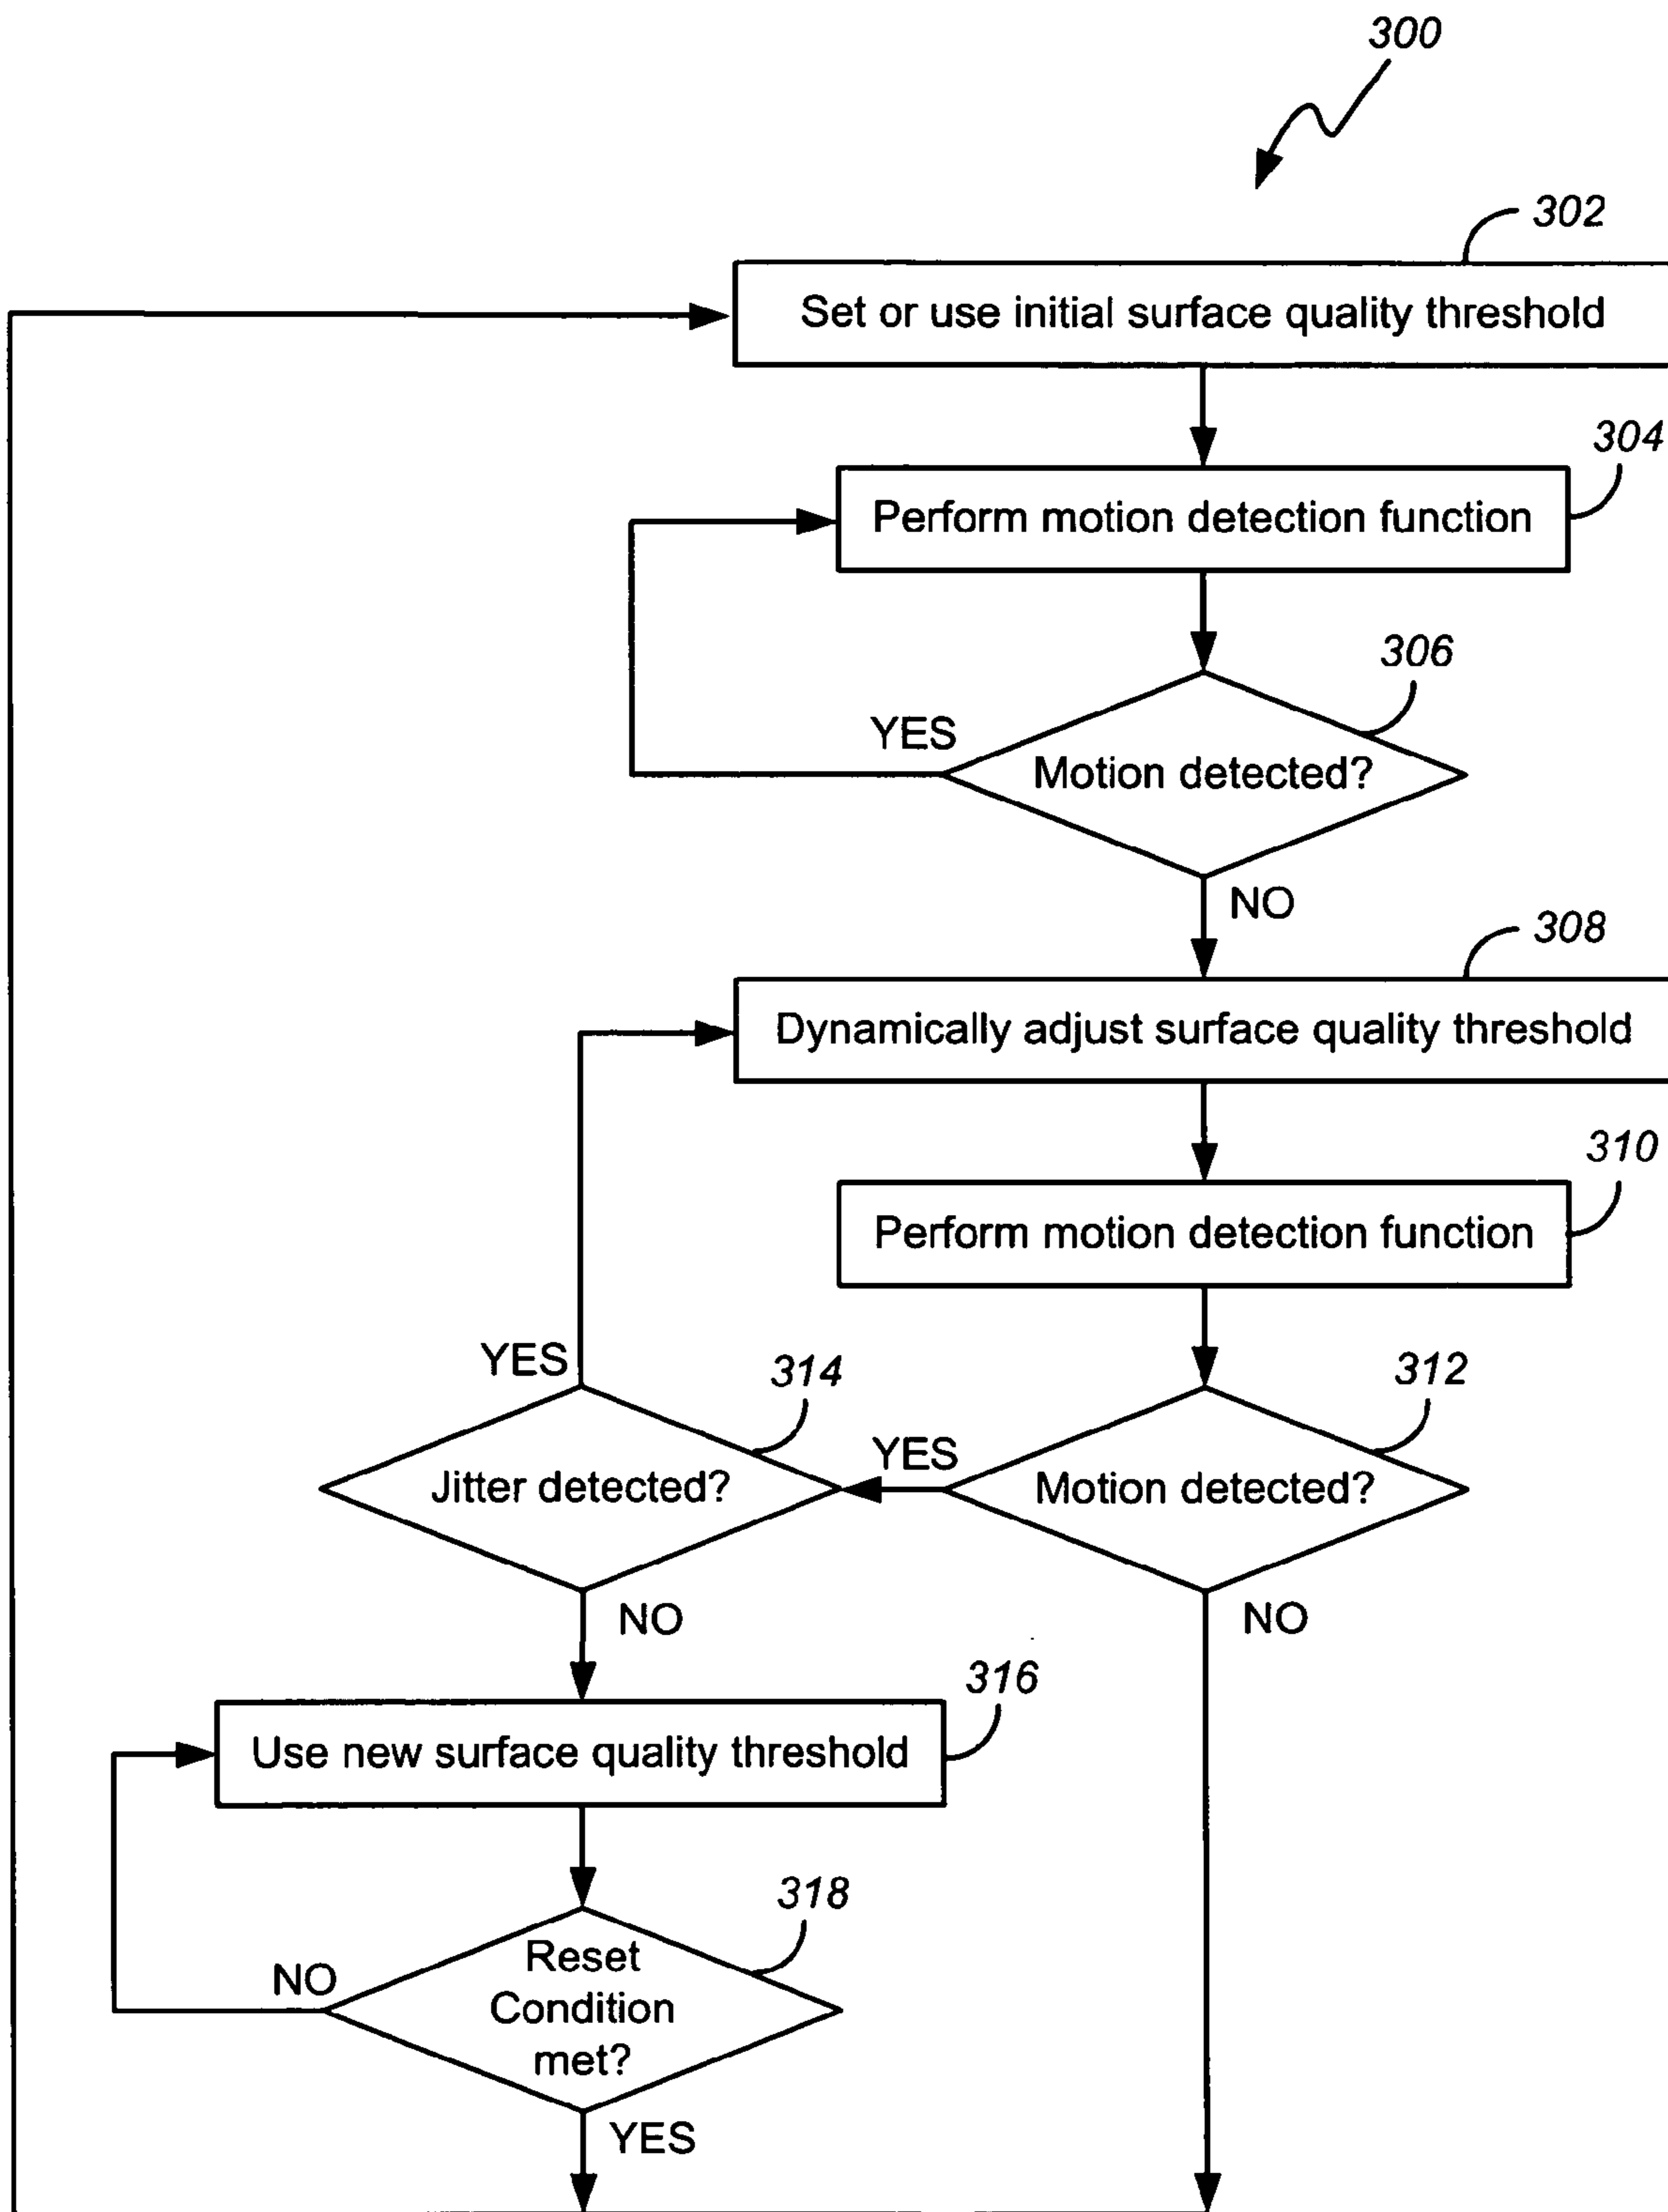 300
302
Set or use initial surface quality threshold
304
Perform motion detection function
306
YES
Motion detected?
NO
308
Dynamically adjust surface quality threshold
310
Perform motion detection function
YES
314
312
Jitter detected?
YES
Motion detected?
NO
NO
316
Use new surface quality threshold
318
NO
Reset
Condition
met?
YES